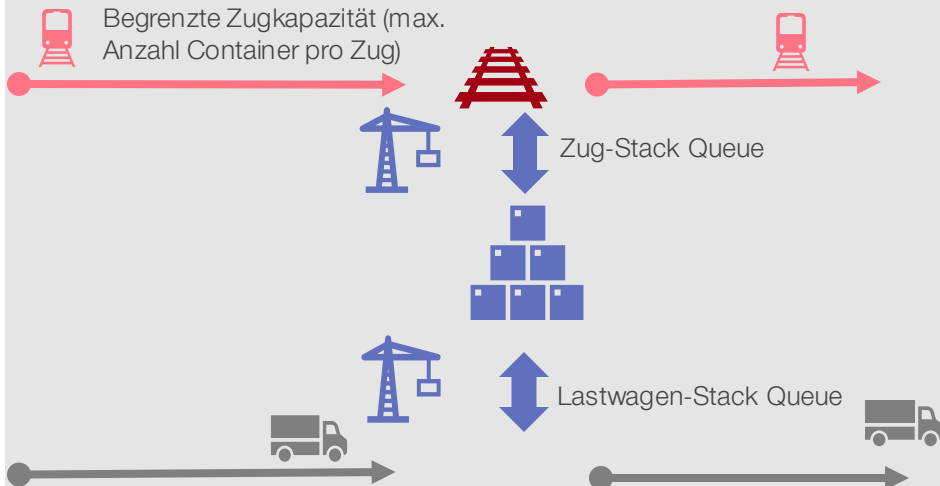 Begrenzte Zugkapazität (max.
Anzahl Container pro Zug)
Zug-Stack Queue
Lastwagen-Stack Queue